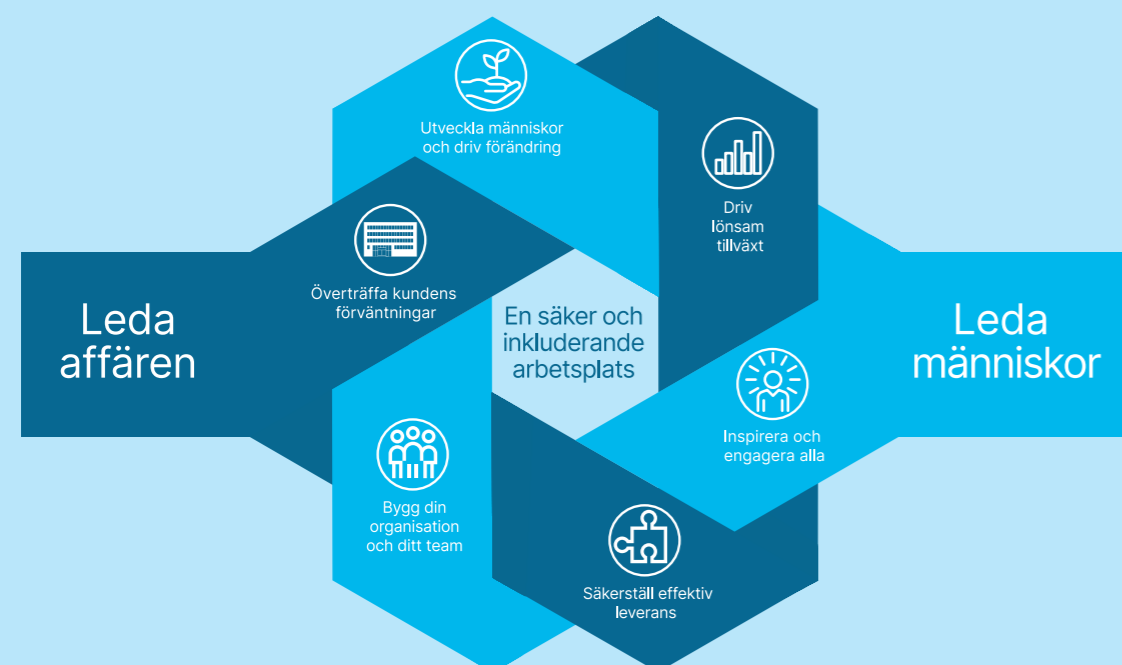 Utveckla människor
och driv förändring
Driv
lönsam
tillväxt
Överträffa kundens
förväntningar
Leda
affären
En säker och
inkluderande
arbetsplats
Leda
människor
Inspirera och
engagera alla
Bygg din
organisation
och ditt team
Säkerställ effektiv
leverans